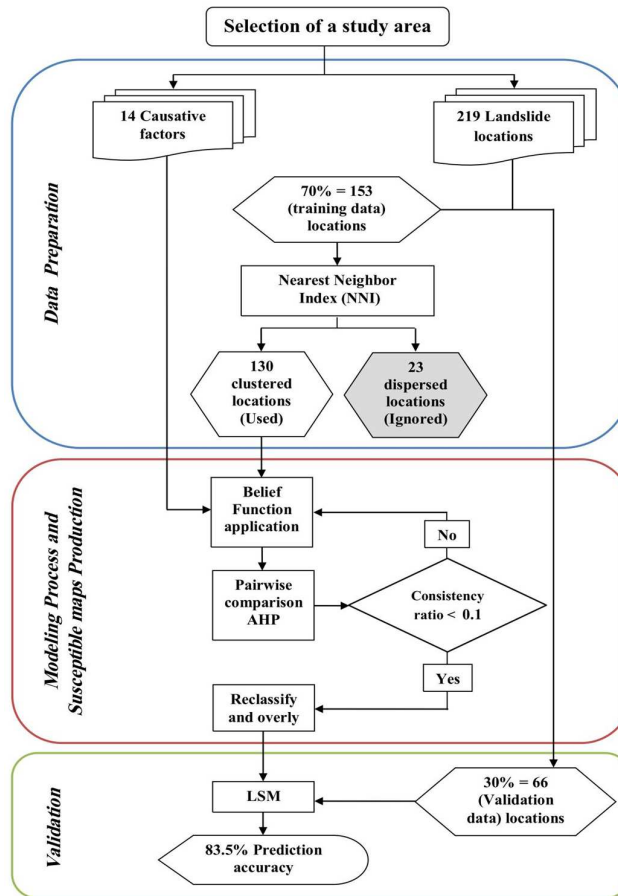 Selection of a study area
14 Causative
factors
219 Landslide
locations
70% = 153
(training data)
locations
Nearest Neighbor
Index (NNI)
130
clustered
locations
(Used)
23
dispersed
locations
(Ignored)
Data Preparation
Belief
Function
application
No
Pairwise
comparison
AHP
Consistency
ratio < 0.1
Yes
Reclassify
and overly
Modeling Process and
Susceptible maps Production
LSM
30% = 66
(Validation
data) locations
83.5% Prediction
accuracy
Validation